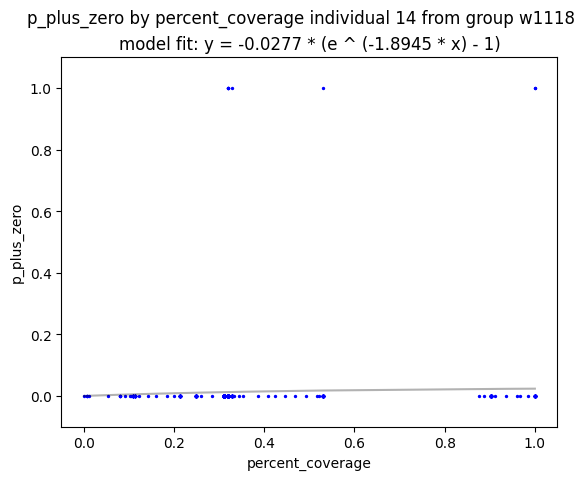 p_plus_zero by percent_coverage individual 14 from group w1118
model fit: y = -0.0277 * (e ^ (-1.8945 * x) - 1)
1.0
0.8
0.6
0.4
0.2
0.0
p_plus_zero
0.0 0.2 0.4 0.6 0.8 1.0
percent_coverage